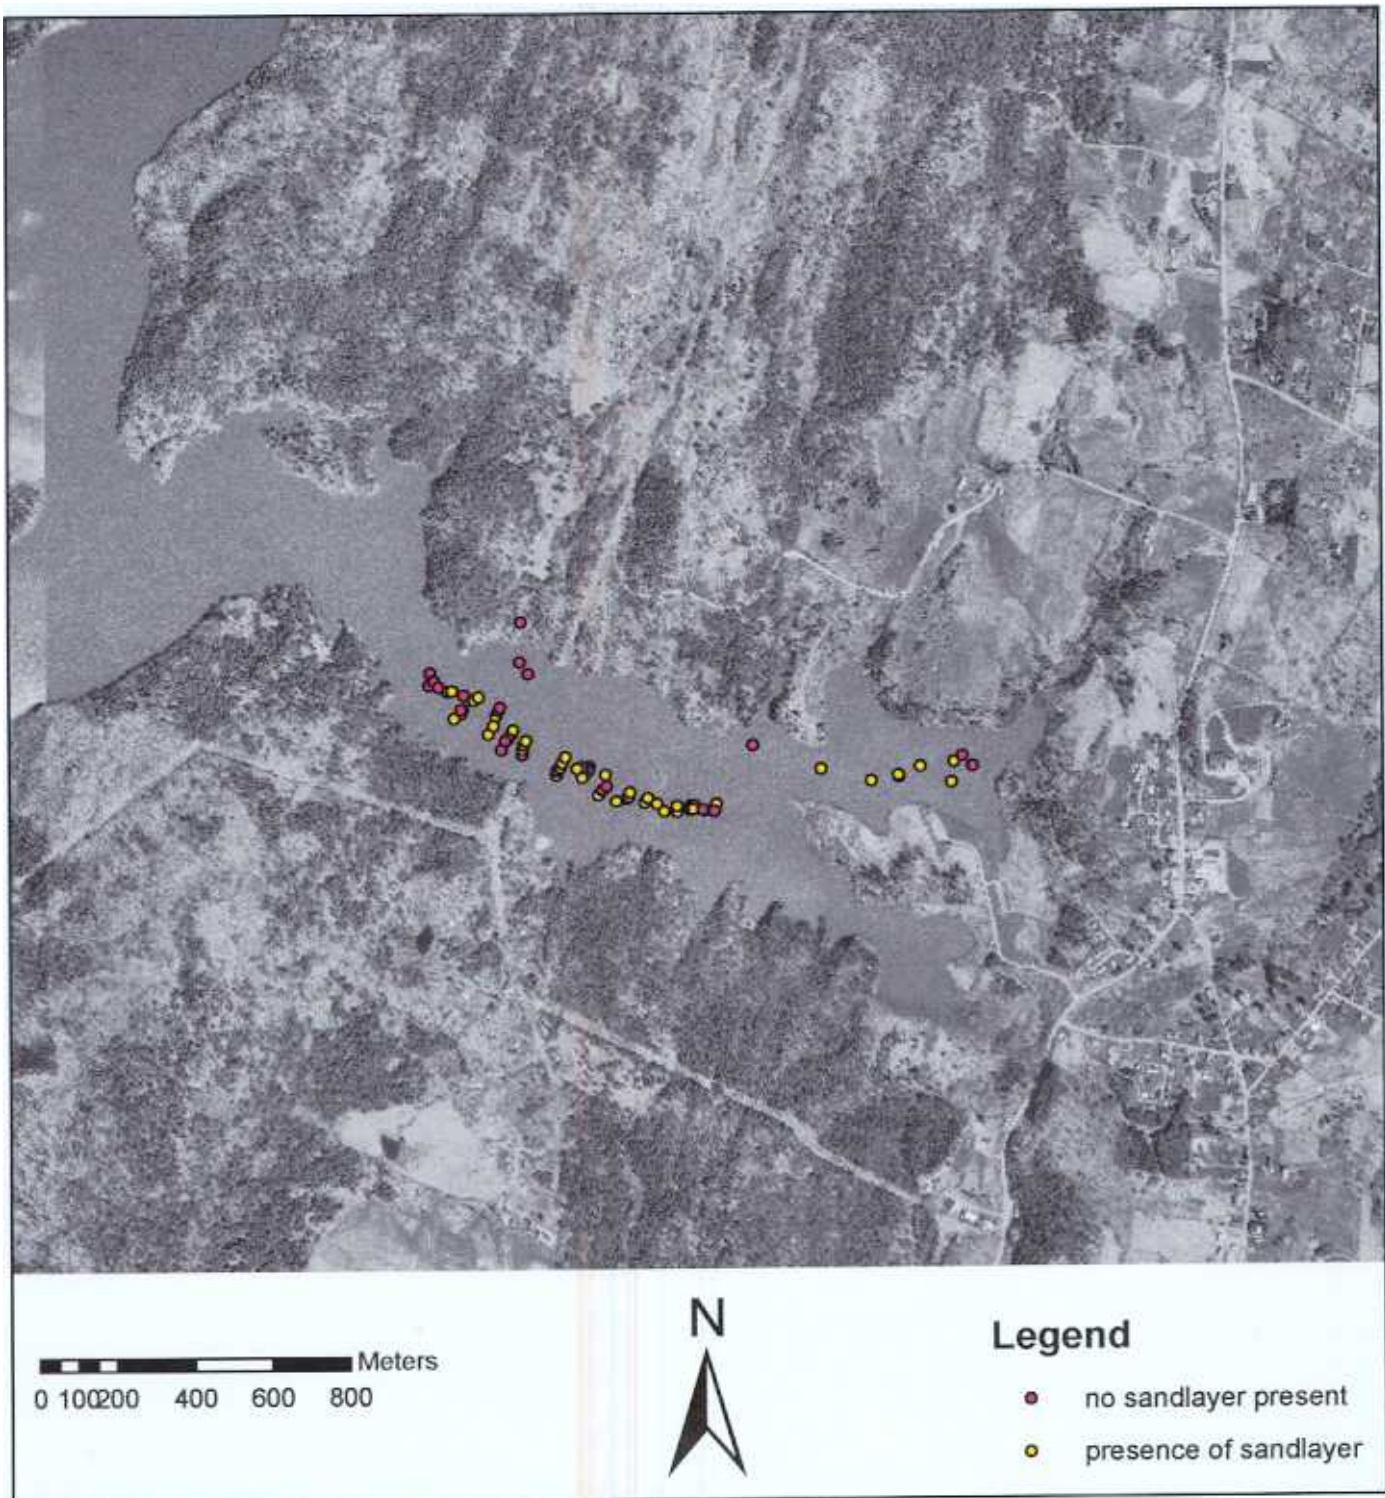 N
Meters
0 100200 400 600 800
Legend
no sandlayer present
presence of sandlayer